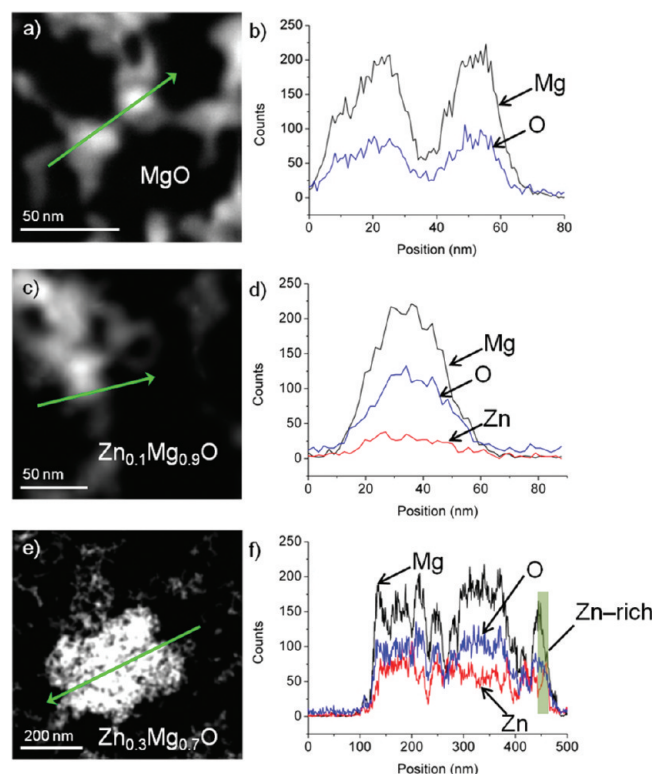 a)
MgO
50 nm
b)
250
200
150
100
50
0
Counts
Mg
O
0 20 40 60 80
Position (nm)
c)
Zn0.1Mg0.9O
50 nm
d)
250
200
150
100
50
0
Counts
Mg
O
Zn
0 20 40 60 80
Position (nm)
e)
Zn0.3Mg0.7O
200 nm
f)
250
200
150
100
50
0
Counts
Mg
O
Zn–rich
Zn
0 100 200 300 400 500
Position (nm)